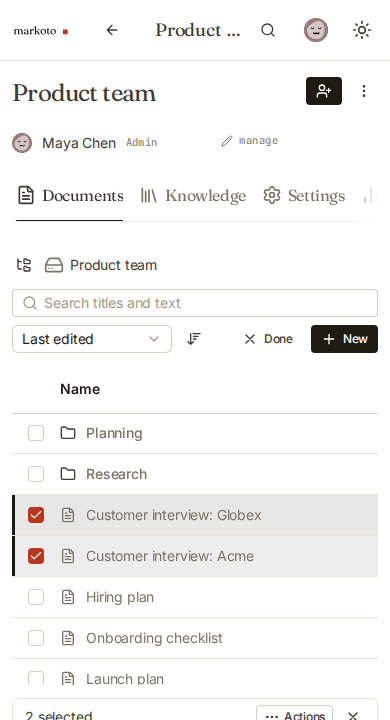 markoto
Product ...
Product team
Maya Chen Admin manage
Documents Knowledge Settings
Product team
Search titles and text
Last edited Done New
Name
Planning
Research
Customer interview: Globex
Customer interview: Acme
Hiring plan
Onboarding checklist
Launch plan
2 selected Actions